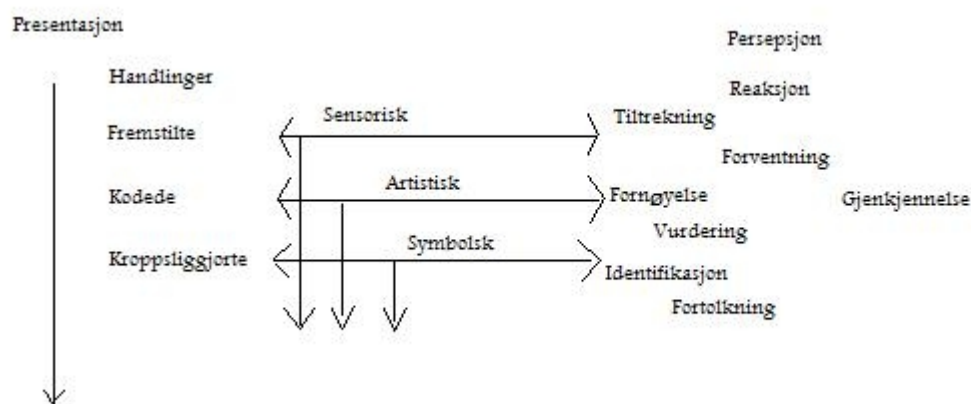 Presentasjon
Persepsjon
Handlinger
Reaksjon
Sensorisk
Tiltrekning
Fremstilte
Forventning
Kodede
Artistisk
Fornøyelse
Gjenkjennelse
Vurdering
Symbolsk
Kroppsliggjorte
Identifikasjon
Fortolkning